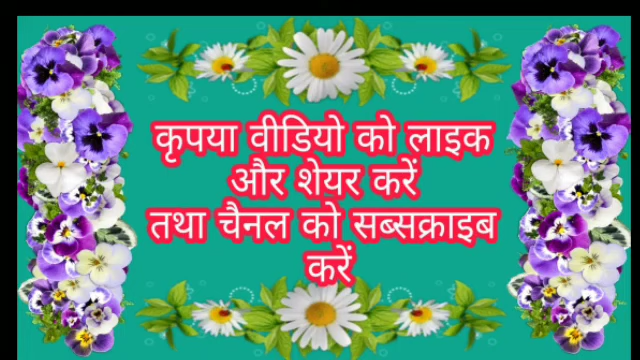 कृपया वीडियो को लाइक
और शेयर करें
तथा चैनल को सब्सक्राइब
करें